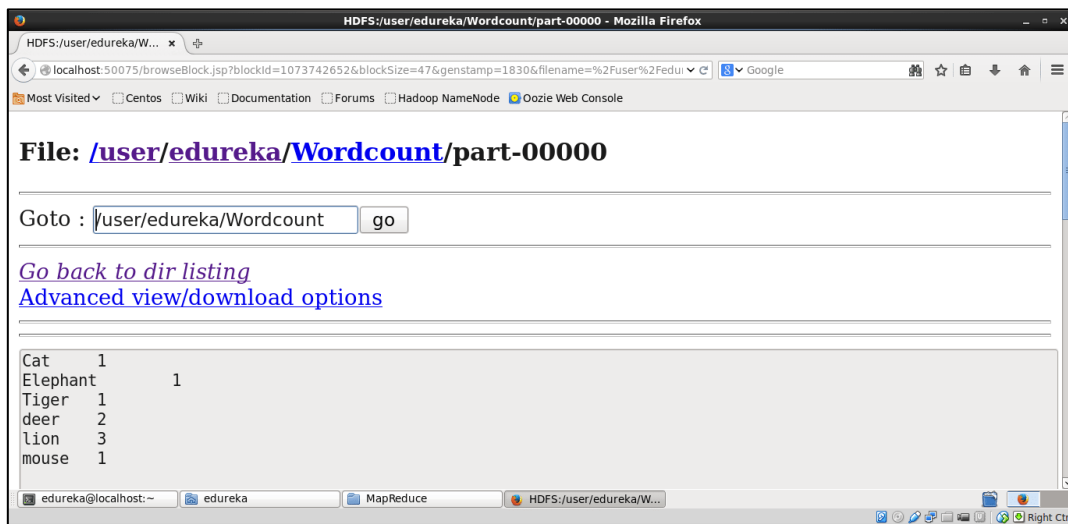 HDFS:/user/edureka/Wordcount/part-00000 - Mozilla Firefox
HDFS:/user/edureka/W...
localhost:50075/browseBlock.jsp?blockId=1073742652&blockSize=47&genstamp=1830&filename=%2Fuser%2Fedu
Google
Most Visited Centos Wiki Documentation Forums Hadoop NameNode Oozie Web Console
File: /user/edureka/Wordcount/part-00000
Goto : /user/edureka/Wordcount go
Go back to dir listing
Advanced view/download options
Cat 1
Elephant 1
Tiger 1
deer 2
lion 3
mouse 1
edureka@localhost:~ edureka MapReduce HDFS:/user/edureka/W...
Right Ctr